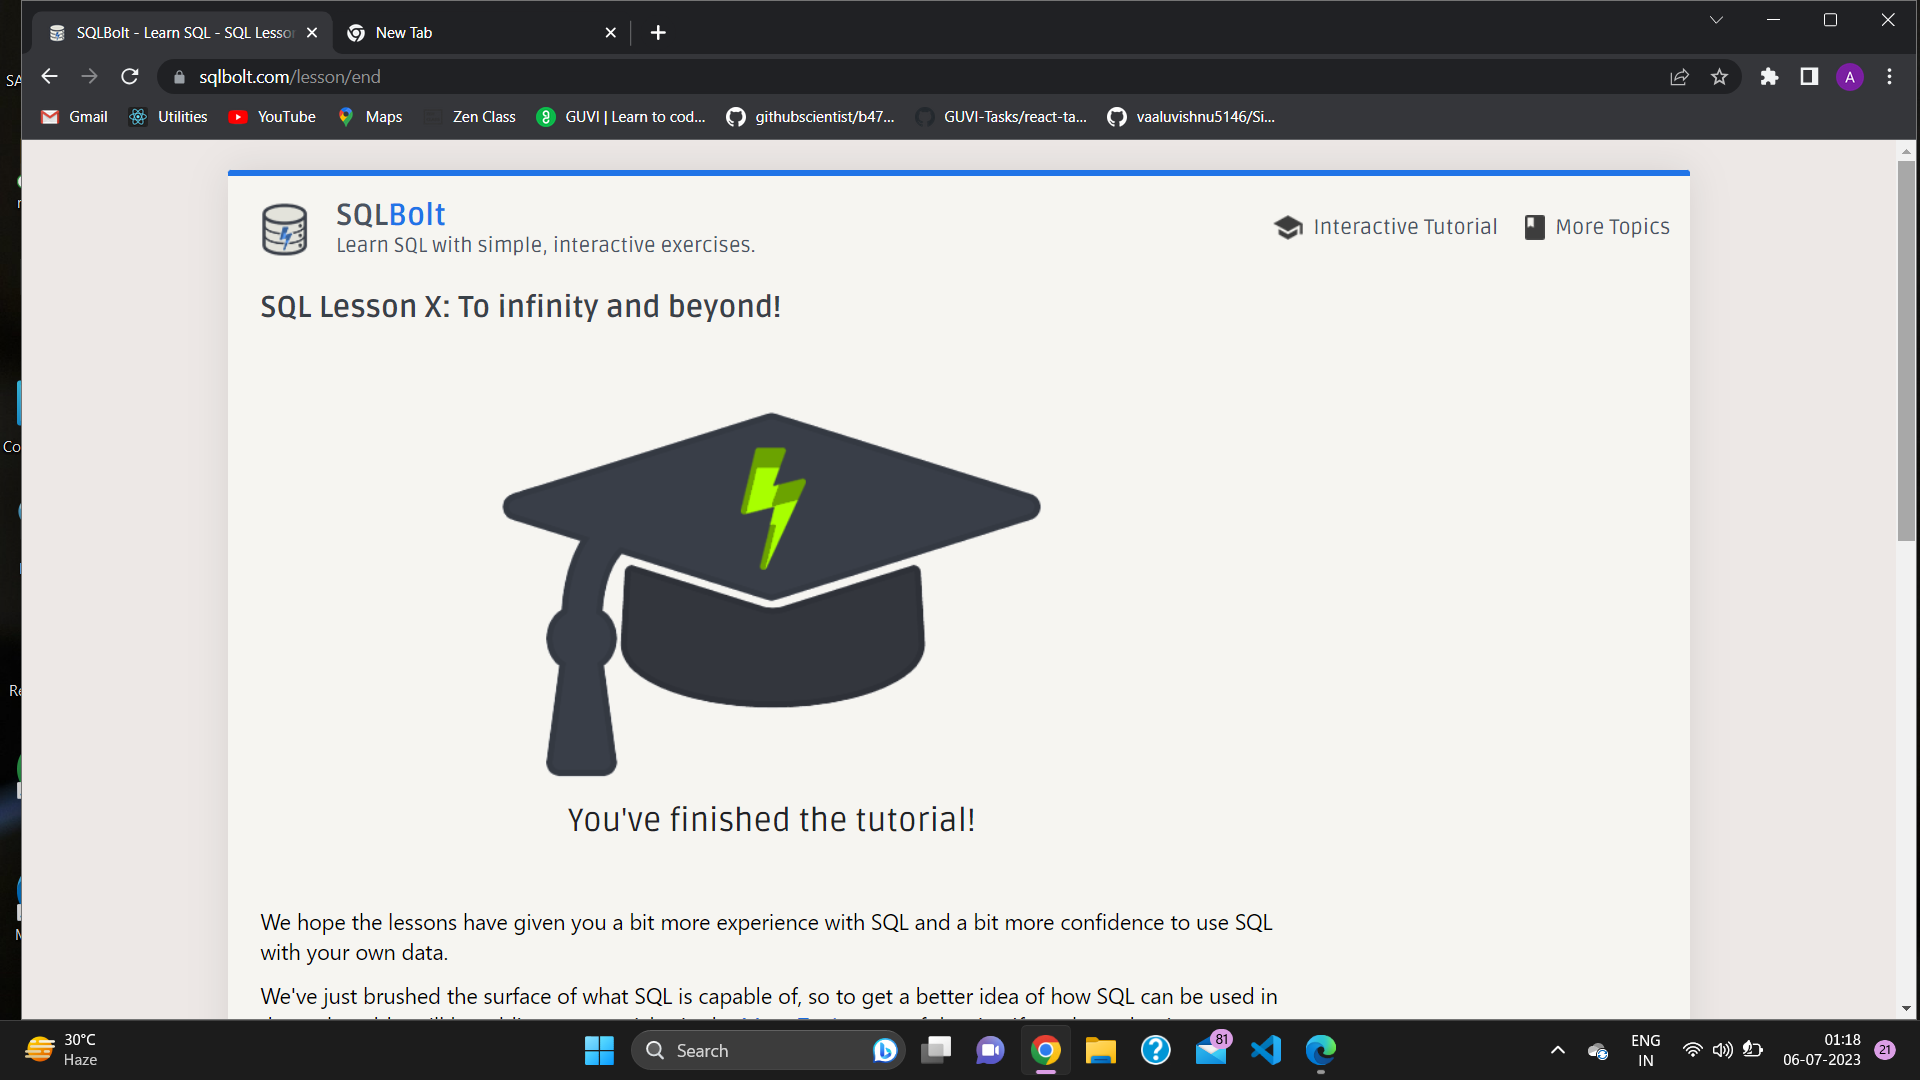 SQLBolt - Learn SQL - SQL Lesson
New Tab
sqlbolt.com/lesson/end
A
Gmail
Utilities
YouTube
Maps
Zen Class
GUVI | Learn to cod...
githubscientist/b47...
GUVI-Tasks/react-ta...
vaaluvishnu5146/Si...
SQLBolt
Learn SQL with simple, interactive exercises.
Interactive Tutorial
More Topics
SQL Lesson X: To infinity and beyond!
You've finished the tutorial!
We hope the lessons have given you a bit more experience with SQL and a bit more confidence to use SQL
with your own data.
We've just brushed the surface of what SQL is capable of, so to get a better idea of how SQL can be used in
30°C
Haze
Search
81
ENG
IN
01:18
06-07-2023
21